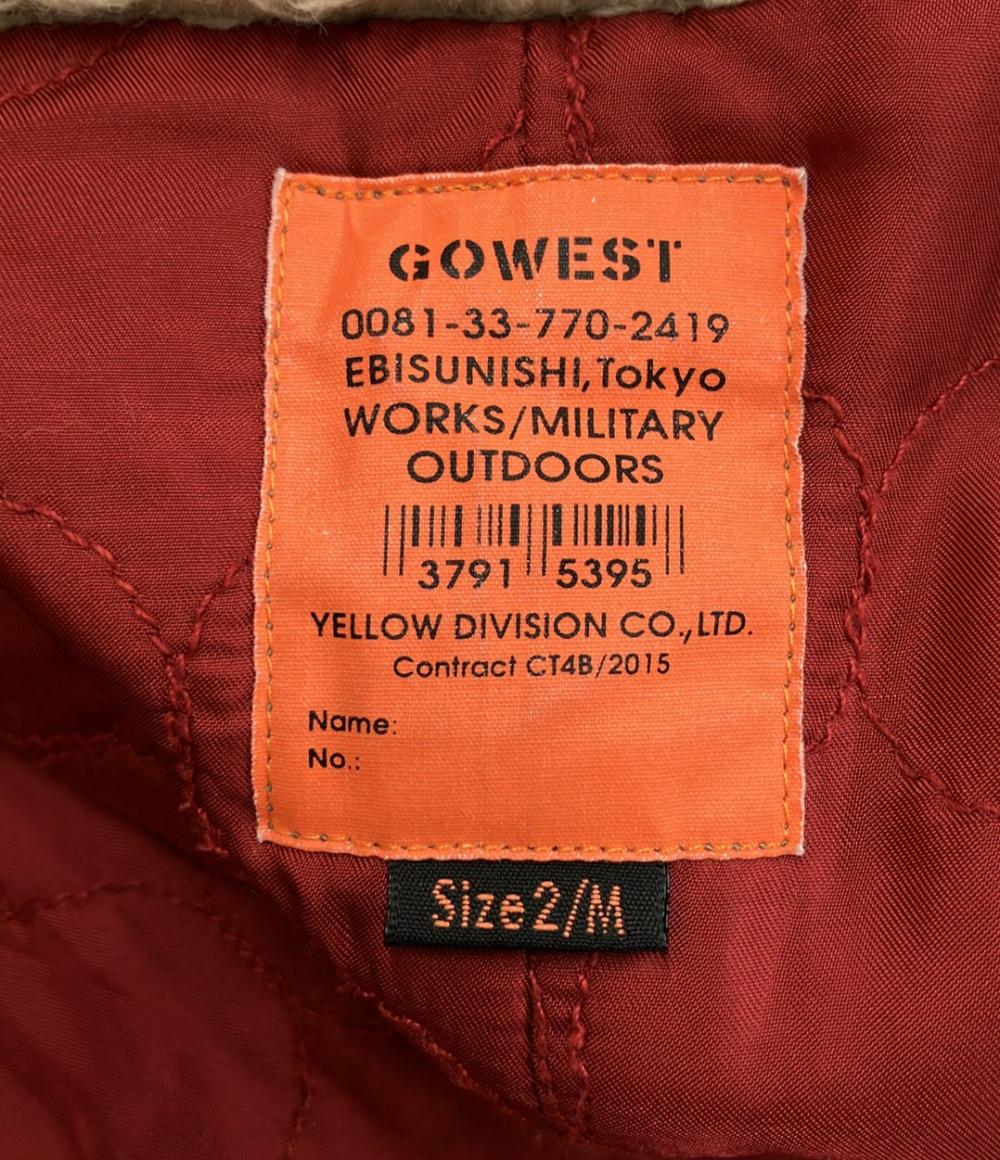 GOWEST
0081-33-770-2419
EBISUNISHI,Tokyo
WORKS/MILITARY
OUTDOORS
3791 5395
YELLOW DIVISION CO.,LTD.
Contract CT4B/2015
Name:
No.:
Size2/M